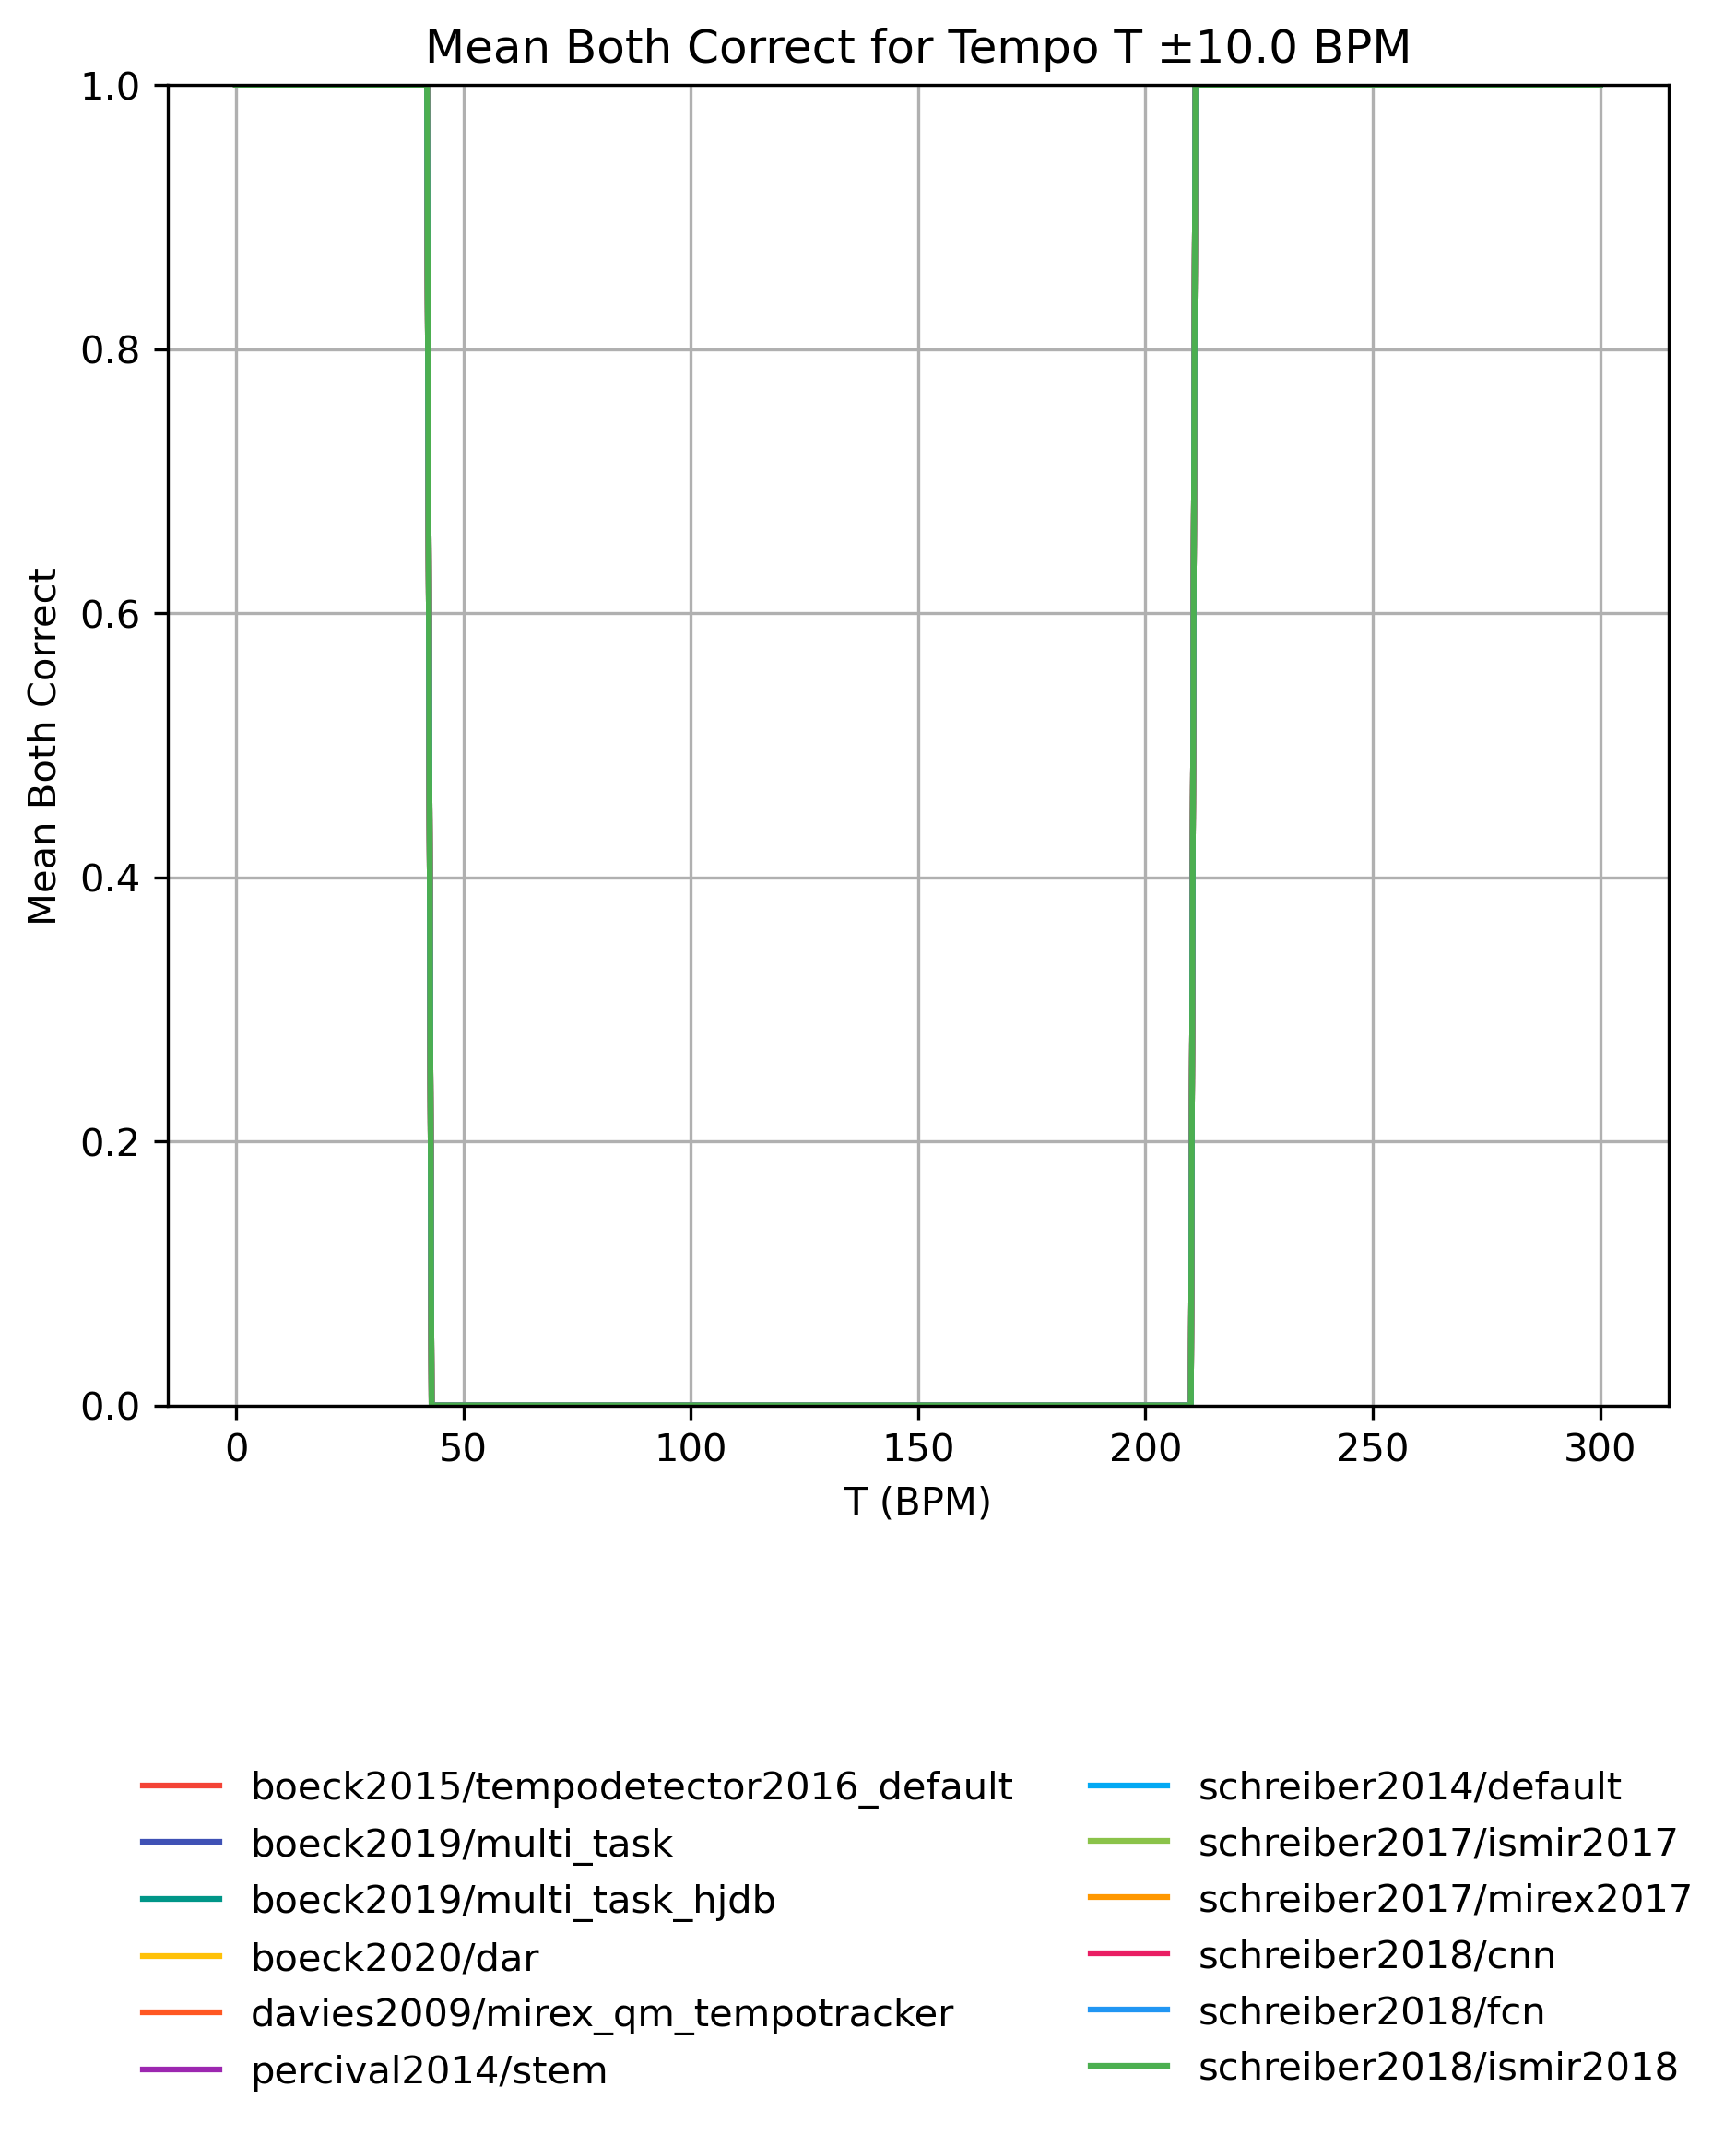 Mean Both Correct for Tempo T ±10.0 BPM
1.0
0.8
0.6
0.4
0.2
0.0
Mean Both Correct
0 50 100 150 200 250 300
T (BPM)
boeck2015/tempodetector2016_default
boeck2019/multi_task
boeck2019/multi_task_hjdb
boeck2020/dar
davies2009/mirex_qm_tempotracker
percival2014/stem
schreiber2014/default
schreiber2017/ismir2017
schreiber2017/mirex2017
schreiber2018/cnn
schreiber2018/fcn
schreiber2018/ismir2018